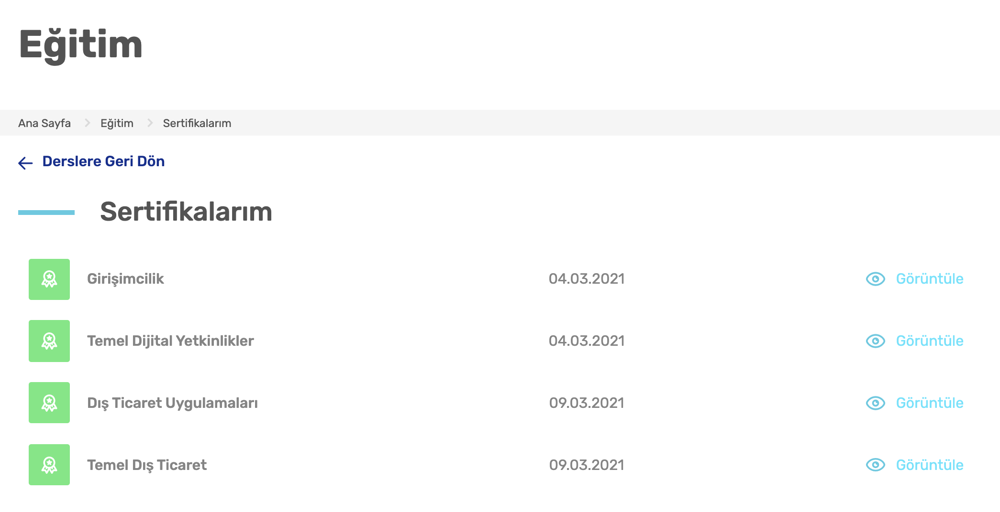 Eğitim
Ana Sayfa > Eğitim > Sertifikalarım
Derslere Geri Dön
Sertifikalarım
Girişimcilik 04.03.2021 Görüntüle
Temel Dijital Yetkinlikler 04.03.2021 Görüntüle
Dış Ticaret Uygulamaları 09.03.2021 Görüntüle
Temel Dış Ticaret 09.03.2021 Görüntüle